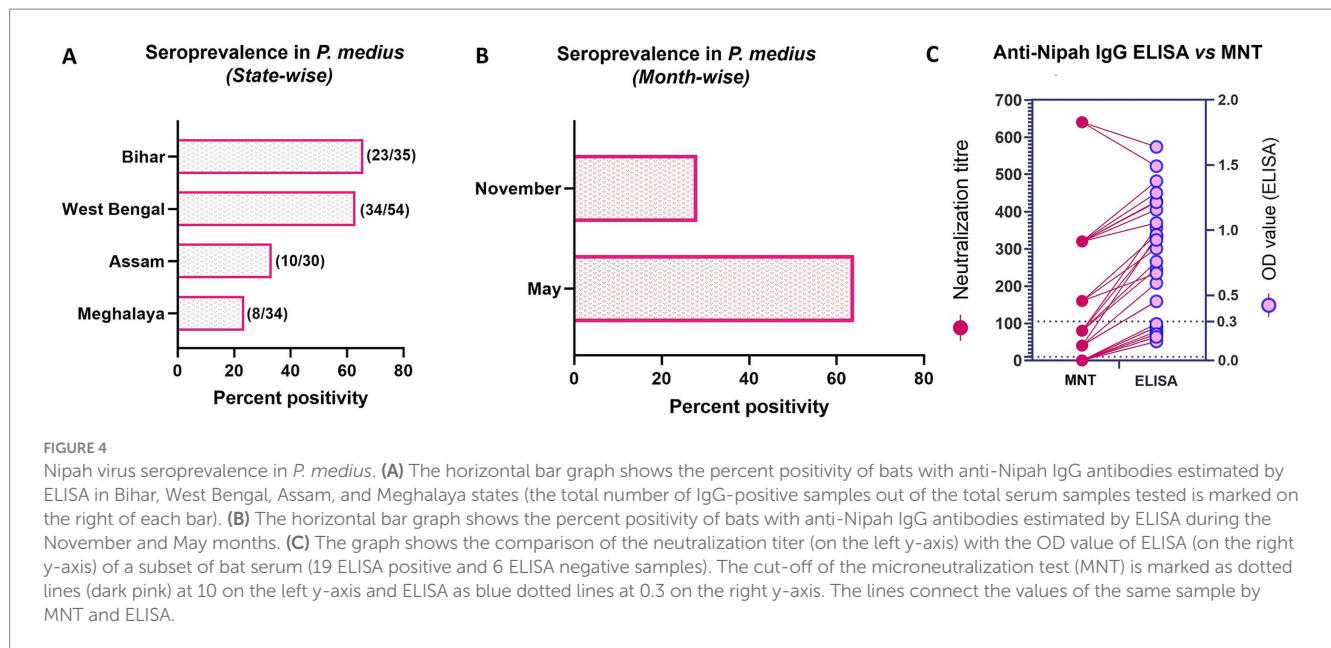 A
Seroprevalence in P. medius
(State-wise)
Bihar
(23/35)
West Bengal
(34/54)
Assam
(10/30)
Meghalaya
(8/34)
0 20 40 60 80
Percent positivity
B
Seroprevalence in P. medius
(Month-wise)
November
May
0 20 40 60 80
Percent positivity
C
Anti-Nipah IgG ELISA vs MNT
Neutralization titre
700
600
500
400
300
200
100
0
2.0
1.5
1.0
0.5
0.3
0.0
OD value (ELISA)
MNT ELISA
FIGURE 4
Nipah virus seroprevalence in P. medius. (A) The horizontal bar graph shows the percent positivity of bats with anti-Nipah IgG antibodies estimated by
ELISA in Bihar, West Bengal, Assam, and Meghalaya states (the total number of IgG-positive samples out of the total serum samples tested is marked on
the right of each bar). (B) The horizontal bar graph shows the percent positivity of bats with anti-Nipah IgG antibodies estimated by ELISA during the
November and May months. (C) The graph shows the comparison of the neutralization titer (on the left y-axis) with the OD value of ELISA (on the right
y-axis) of a subset of bat serum (19 ELISA positive and 6 ELISA negative samples). The cut-off of the microneutralization test (MNT) is marked as dotted
lines (dark pink) at 10 on the left y-axis and ELISA as blue dotted lines at 0.3 on the right y-axis. The lines connect the values of the same sample by
MNT and ELISA.